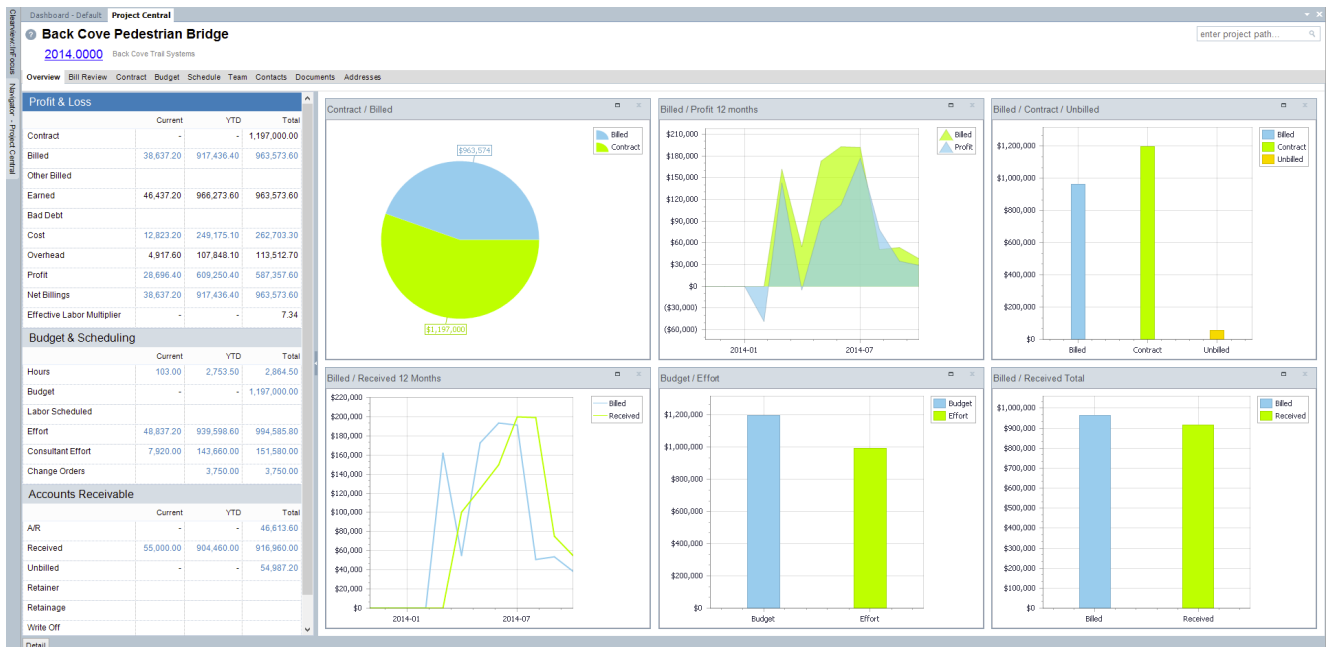 Dashboard - Default Project Central
Back Cove Pedestrian Bridge
enter project path...
2014.0000 Back Cove Trail Systems
Clearview::InFocus
Navigator - Project Central
Overview Bill Review Contract Budget Schedule Team Contacts Documents Addresses
Profit & Loss
Current YTD Total
Contract - - 1,197,000.00
Billed 38,637.20 917,436.40 963,573.60
Other Billed
Earned 46,437.20 966,273.60 963,573.60
Bad Debt
Cost 12,823.20 249,175.10 262,703.30
Overhead 4,917.60 107,848.10 113,512.70
Profit 28,696.40 609,250.40 587,357.60
Net Billings 38,637.20 917,436.40 963,573.60
Effective Labor Multiplier - - 7.34
Budget & Scheduling
Current YTD Total
Hours 103.00 2,753.50 2,864.50
Budget - - 1,197,000.00
Labor Scheduled
Effort 48,837.20 939,598.60 994,585.80
Consultant Effort 7,920.00 143,660.00 151,580.00
Change Orders 3,750.00 3,750.00
Accounts Receivable
Current YTD Total
A/R - - 46,613.60
Received 55,000.00 904,460.00 916,960.00
Unbilled - - 54,987.20
Retainer
Retainage
Write Off
Detail
Contract / Billed
Billed
Contract
$963,574
$1,197,000
Billed / Profit 12 months
Billed
Profit
$210,000
$180,000
$150,000
$120,000
$90,000
$60,000
$30,000
$0
($30,000)
($60,000)
2014-01 2014-07
Billed / Contract / Unbilled
Billed
Contract
Unbilled
$1,200,000
$1,000,000
$800,000
$600,000
$400,000
$200,000
$0
Billed Contract Unbilled
Billed / Received 12 Months
Billed
Received
$220,000
$200,000
$180,000
$160,000
$140,000
$120,000
$100,000
$80,000
$60,000
$40,000
$20,000
$0
2014-01 2014-07
Budget / Effort
Budget
Effort
$1,200,000
$1,000,000
$800,000
$600,000
$400,000
$200,000
$0
Budget Effort
Billed / Received Total
Billed
Received
$1,000,000
$900,000
$800,000
$700,000
$600,000
$500,000
$400,000
$300,000
$200,000
$100,000
$0
Billed Received